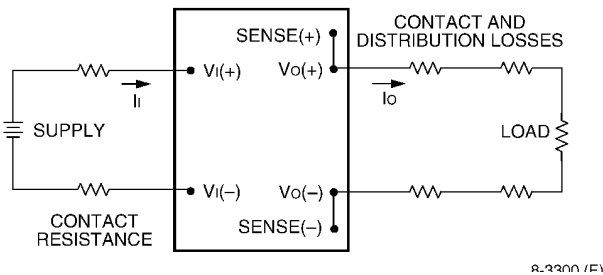 CONTACT AND
DISTRIBUTION LOSSES
SENSE(+)
VI(+)
VO(+)
II
IO
SUPPLY
LOAD
VI(–)
VO(–)
CONTACT
RESISTANCE
SENSE(–)
8-3300 (F)